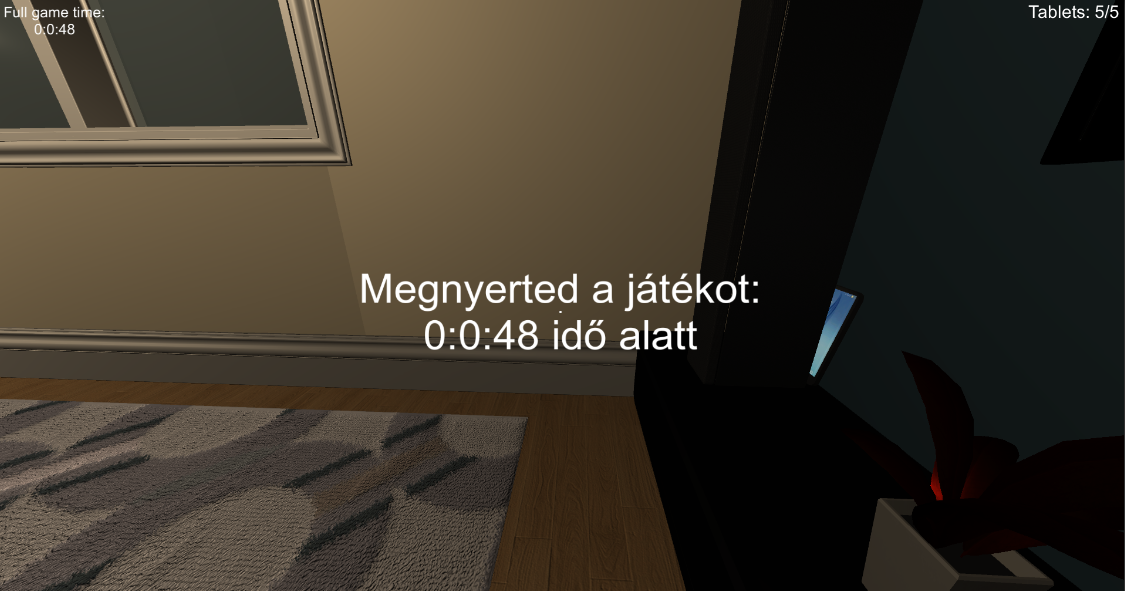 Full game time:
0:0:48
Tablets: 5/5
Megnyerted a játékot:
0:0:48 idő alatt